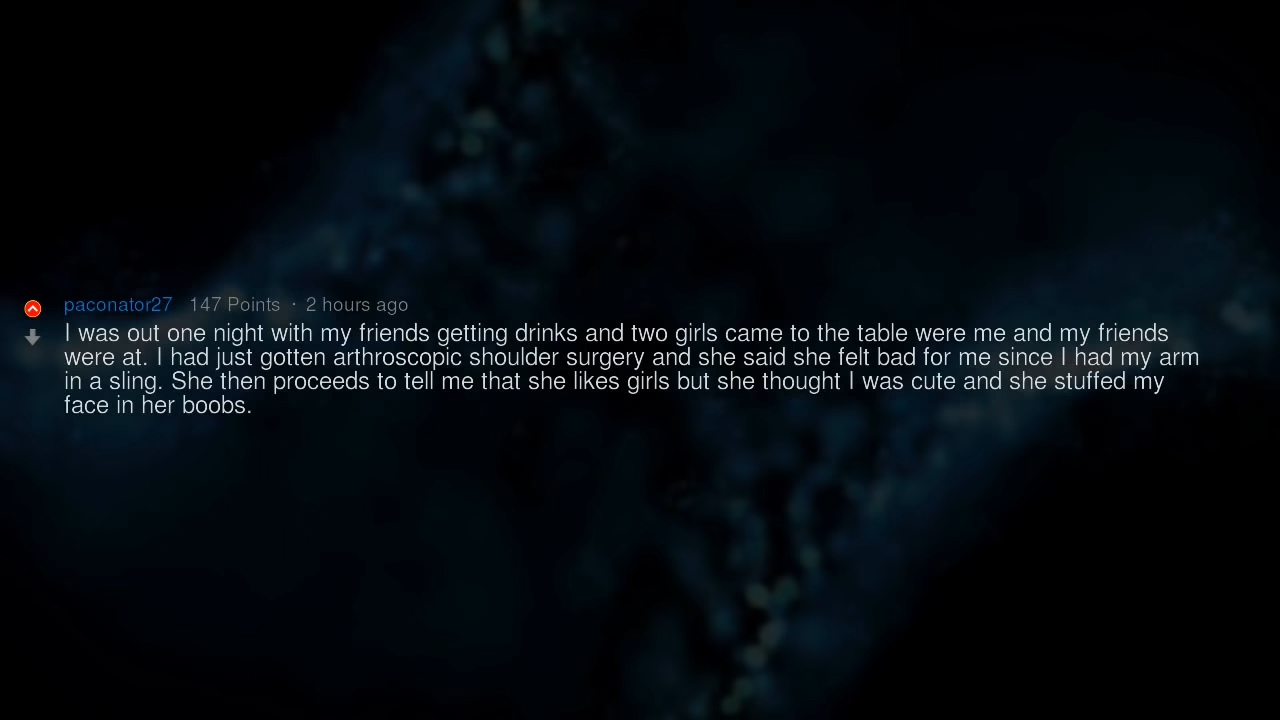 paconator27 147 Points · 2 hours ago
I was out one night with my friends getting drinks and two girls came to the table were me and my friends
were at. I had just gotten arthroscopic shoulder surgery and she said she felt bad for me since I had my arm
in a sling. She then proceeds to tell me that she likes girls but she thought I was cute and she stuffed my
face in her boobs.